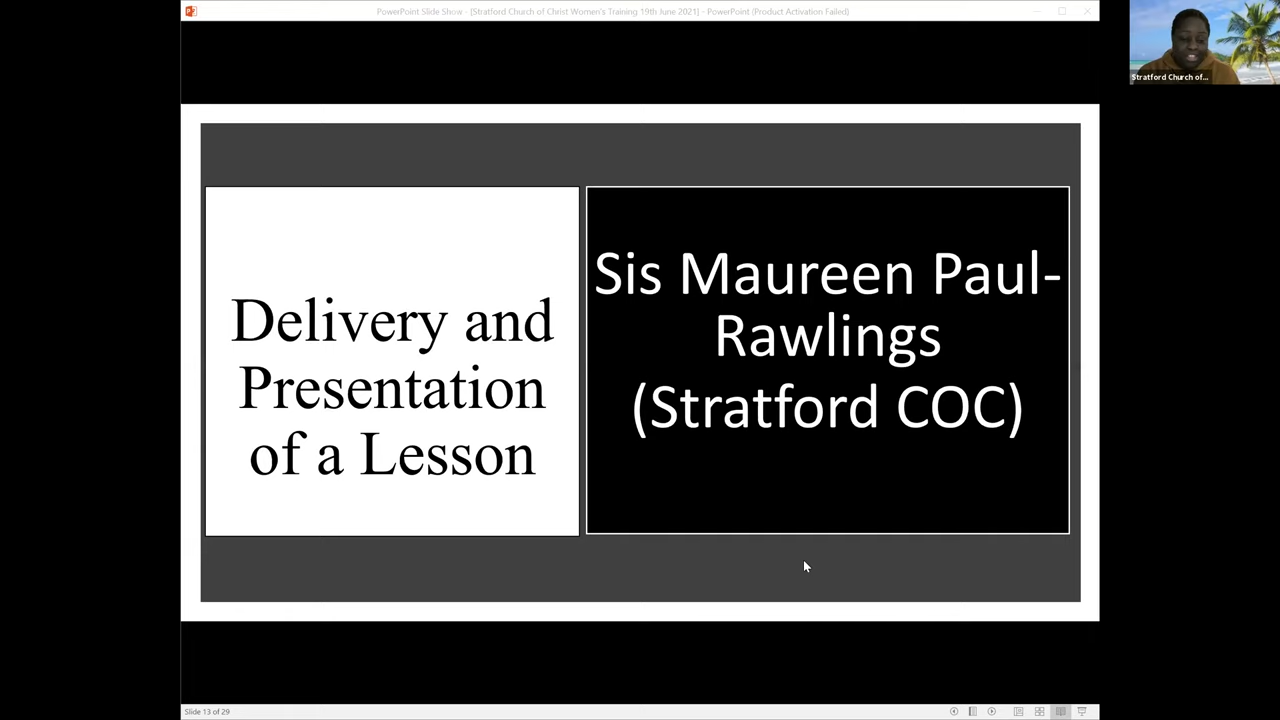 PowerPoint Slide Show - [Stratford Church of Christ Women's Training 19th June 2021] - PowerPoint (Product Activation Failed)
Stratford Church of...
Delivery and
Presentation
of a Lesson
Sis Maureen Paul-
Rawlings
(Stratford COC)
Slide 13 of 29